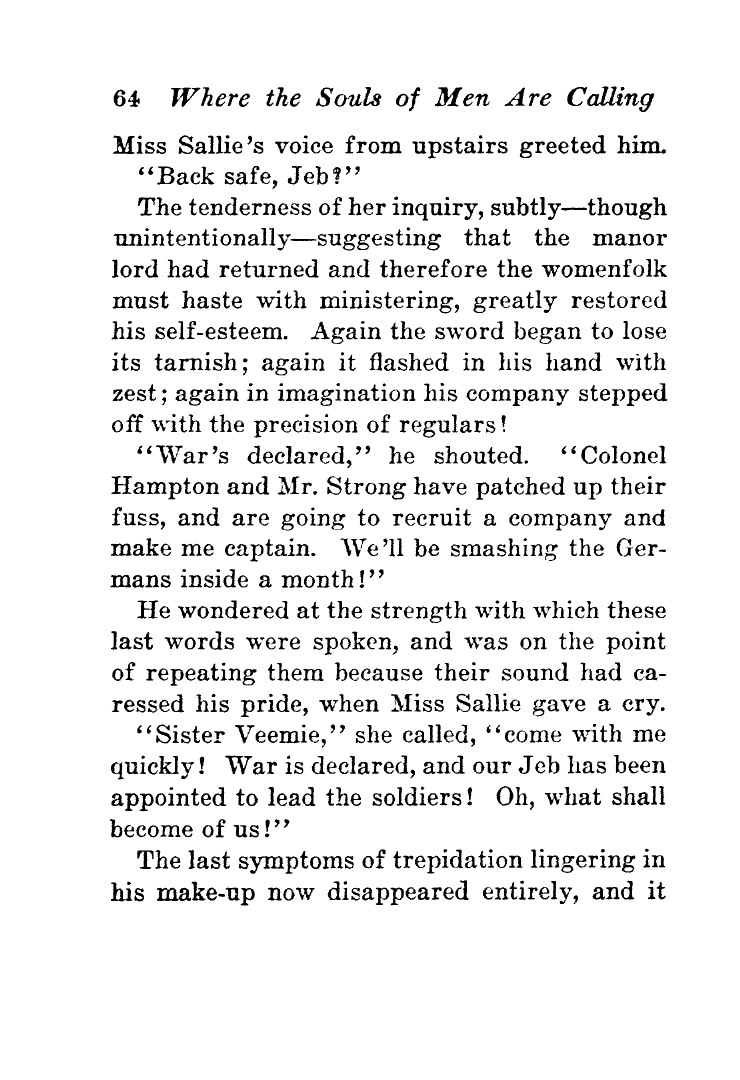 64 Where the Souls of Men Are Calling
Miss Sallie's voice from upstairs greeted him.
“Back safe, Jeb?”
The tenderness of her inquiry, subtly—though
unintentionally—suggesting that the manor
lord had returned and therefore the womenfolk
must haste with ministering, greatly restored
his self-esteem. Again the sword began to lose
its tarnish; again it flashed in his hand with
zest; again in imagination his company stepped
off with the precision of regulars!
“War's declared,” he shouted. “Colonel
Hampton and Mr. Strong have patched up their
fuss, and are going to recruit a company and
make me captain. We'll be smashing the Ger-
mans inside a month!”
He wondered at the strength with which these
last words were spoken, and was on the point
of repeating them because their sound had ca-
ressed his pride, when Miss Sallie gave a cry.
“Sister Veemie,” she called, “come with me
quickly! War is declared, and our Jeb has been
appointed to lead the soldiers! Oh, what shall
become of us!”
The last symptoms of trepidation lingering in
his make-up now disappeared entirely, and it